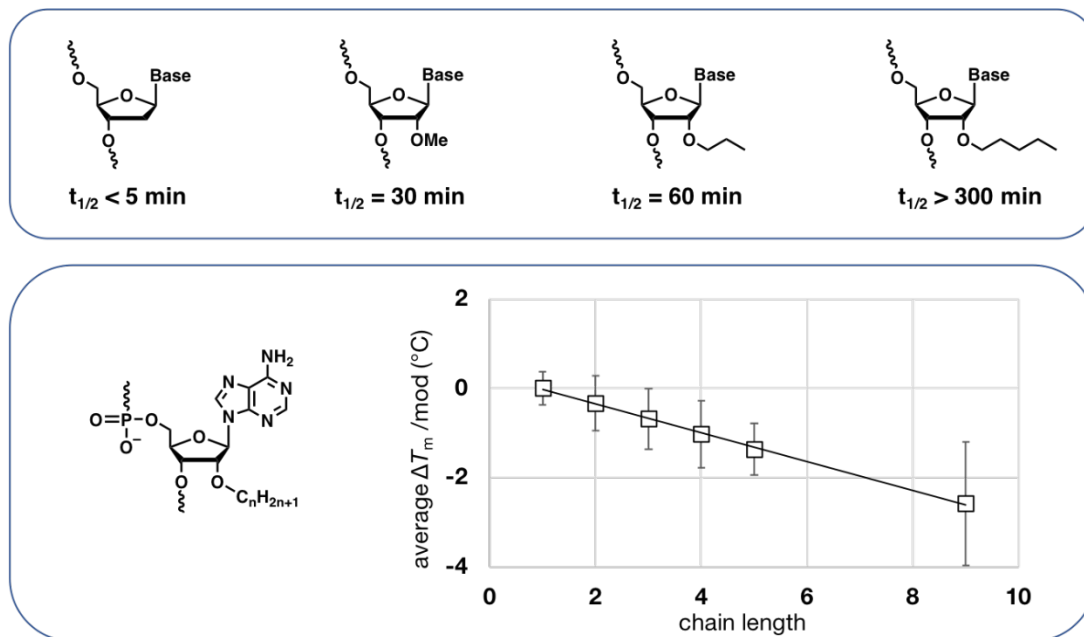 Base
O
O
O
Base
O
O
O
OMe
Base
O
O
O
O
Base
O
O
O
O
t1/2 < 5 min
t1/2 = 30 min
t1/2 = 60 min
t1/2 > 300 min
NH2
N
N
N
N
O=P
O
O−
O
O
O
CnH2n+1
average ΔTm /mod (°C)
2
0
-2
-4
0
2
4
6
8
10
chain length